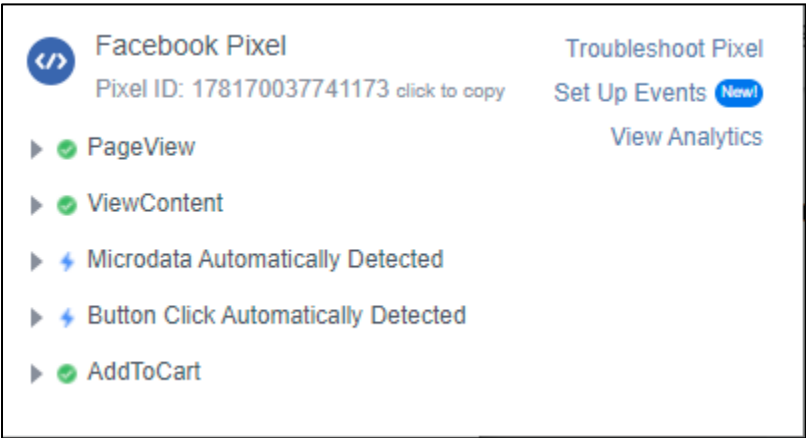 Facebook Pixel
Pixel ID: 178170037741173 click to copy
Troubleshoot Pixel
Set Up Events New!
View Analytics
PageView
ViewContent
Microdata Automatically Detected
Button Click Automatically Detected
AddToCart